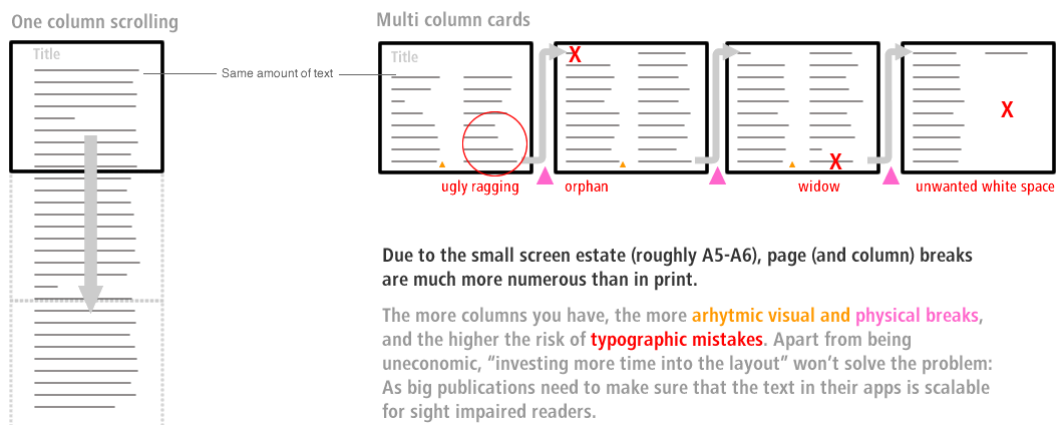 One column scrolling
Title
Same amount of text
Multi column cards
Title
X
X
X
ugly ragging
orphan
widow
unwanted white space
Due to the small screen estate (roughly A5-A6), page (and column) breaks
are much more numerous than in print.
The more columns you have, the more arhytmic visual and physical breaks,
and the higher the risk of typographic mistakes. Apart from being
uneconomic, “investing more time into the layout” won’t solve the problem:
As big publications need to make sure that the text in their apps is scalable
for sight impaired readers.